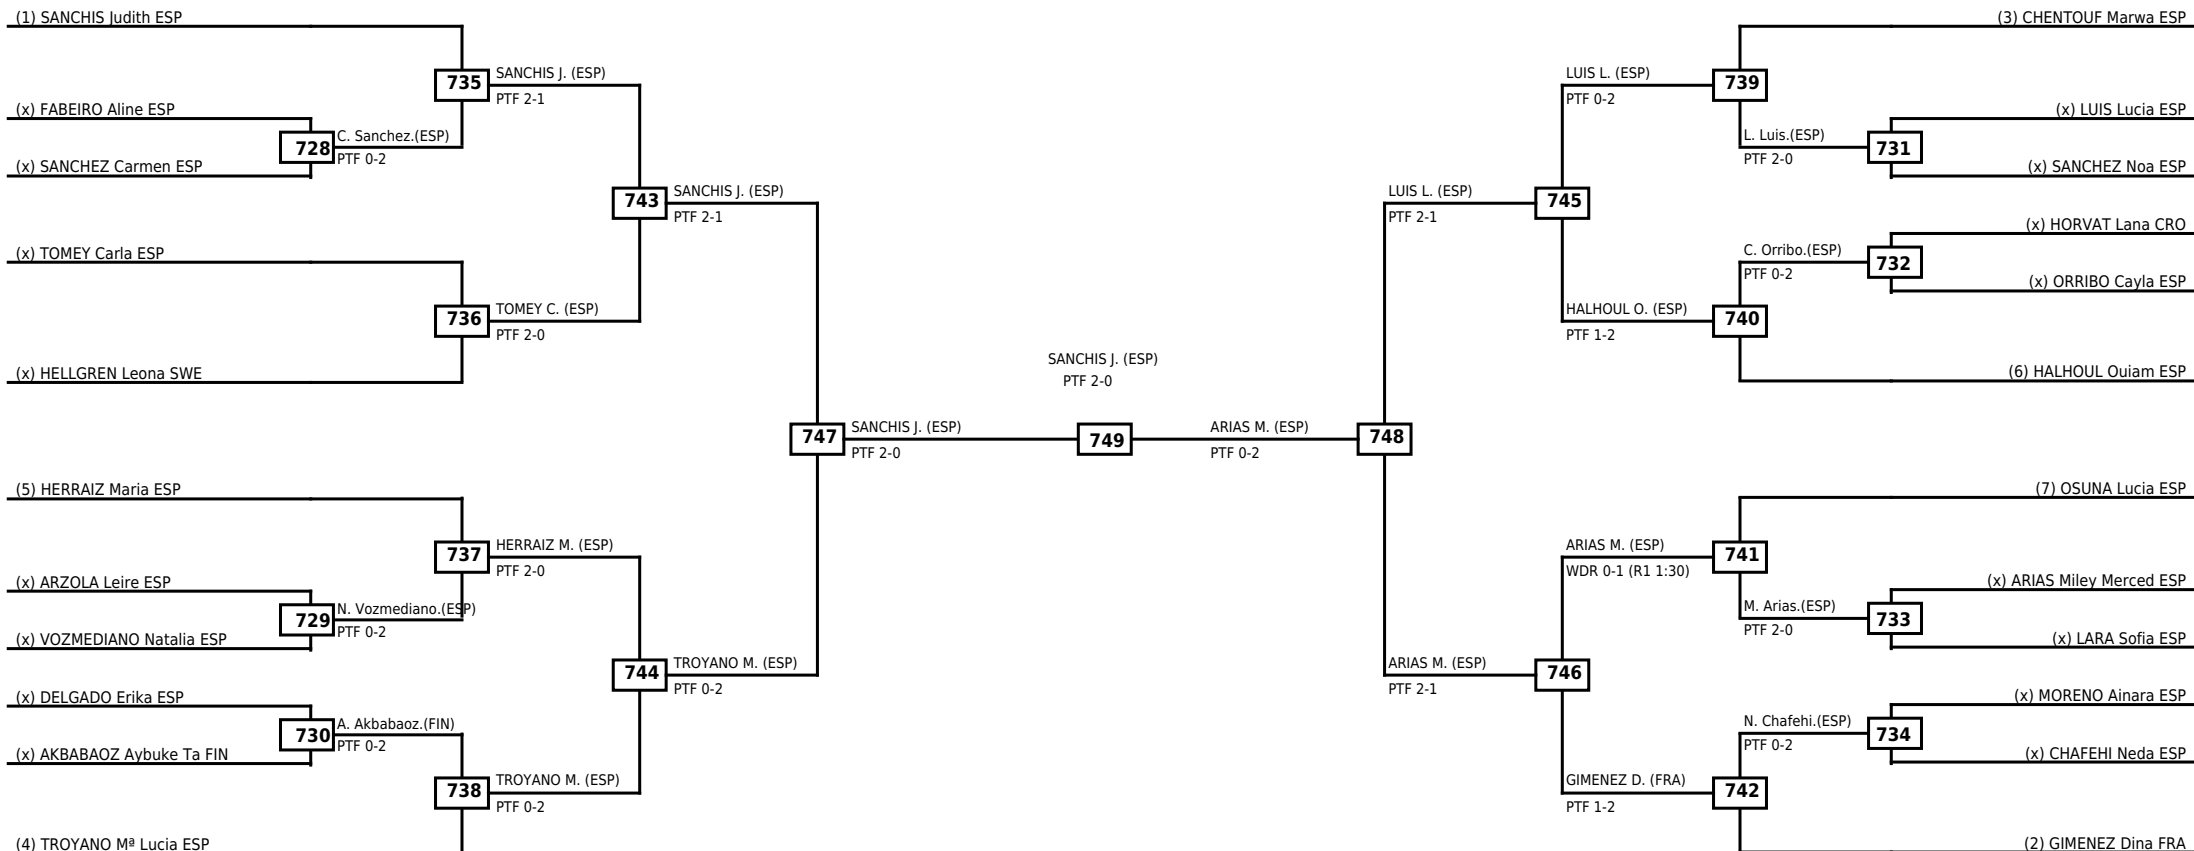 (1) SANCHIS Judith ESP
735
SANCHIS J. (ESP)
PTF 2-1
(x) FABEIRO Aline ESP
728
C. Sanchez.(ESP)
PTF 0-2
(x) SANCHEZ Carmen ESP
743
SANCHIS J. (ESP)
PTF 2-1
(x) TOMEY Carla ESP
736
TOMEY C. (ESP)
PTF 2-0
(x) HELLGREN Leona SWE
747
SANCHIS J. (ESP)
PTF 2-0
(5) HERRAIZ Maria ESP
737
HERRAIZ M. (ESP)
PTF 2-0
(x) ARZOLA Leire ESP
729
N. Vozmediano.(ESP)
PTF 0-2
(x) VOZMEDIANO Natalia ESP
744
TROYANO M. (ESP)
PTF 0-2
(x) DELGADO Erika ESP
730
A. Akbabaoz.(FIN)
PTF 0-2
(x) AKBABAOZ Aybuke Ta FIN
738
TROYANO M. (ESP)
PTF 0-2
(4) TROYANO Mª Lucia ESP
SANCHIS J. (ESP)
PTF 2-0
749
ARIAS M. (ESP)
PTF 0-2
748
(3) CHENTOUF Marwa ESP
LUIS L. (ESP)
PTF 0-2
739
(x) LUIS Lucia ESP
L. Luis.(ESP)
PTF 2-0
731
(x) SANCHEZ Noa ESP
LUIS L. (ESP)
PTF 2-1
745
(x) HORVAT Lana CRO
C. Orribo.(ESP)
PTF 0-2
732
(x) ORRIBO Cayla ESP
HALHOUL O. (ESP)
PTF 1-2
740
(6) HALHOUL Ouiam ESP
(7) OSUNA Lucia ESP
ARIAS M. (ESP)
WDR 0-1 (R1 1:30)
741
(x) ARIAS Miley Merced ESP
M. Arias.(ESP)
PTF 2-0
733
(x) LARA Sofia ESP
ARIAS M. (ESP)
PTF 2-1
746
(x) MORENO Ainara ESP
N. Chafehi.(ESP)
PTF 0-2
734
(x) CHAFEHI Neda ESP
GIMENEZ D. (FRA)
PTF 1-2
742
(2) GIMENEZ Dina FRA